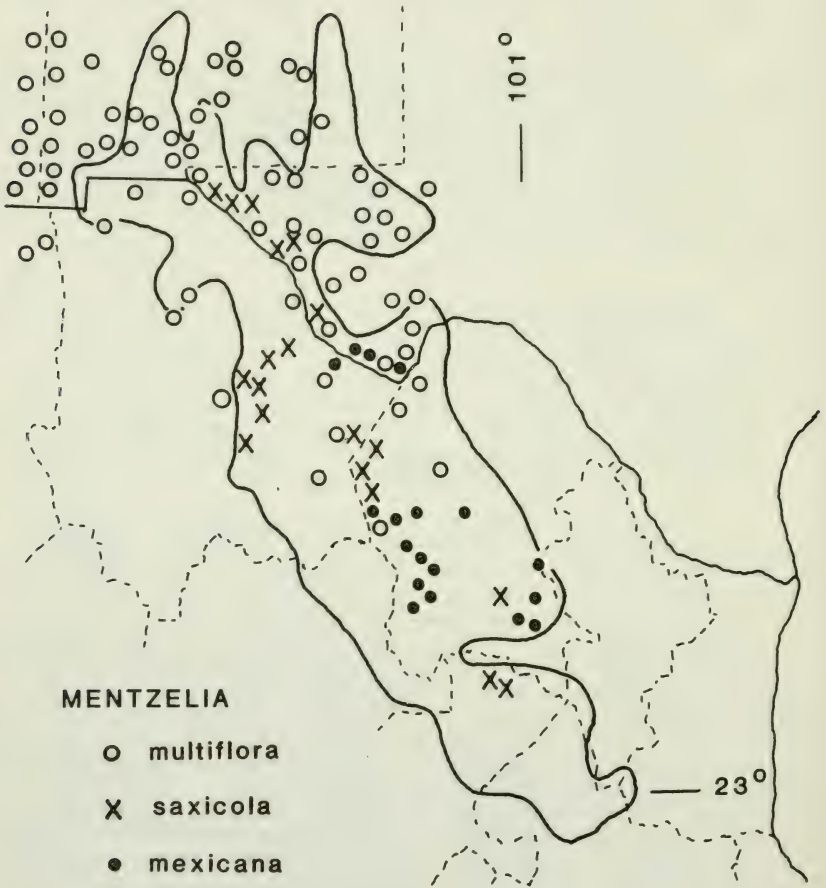 101°
MENTZELIA
o multiflora
x saxicola
• mexicana
23°